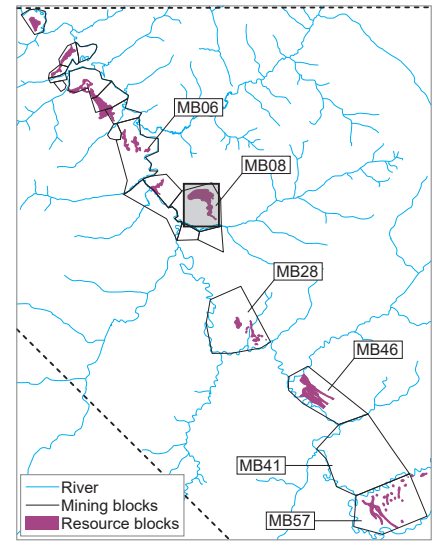 MB06
MB08
MB28
MB46
MB41
MB57
River
Mining blocks
Resource blocks